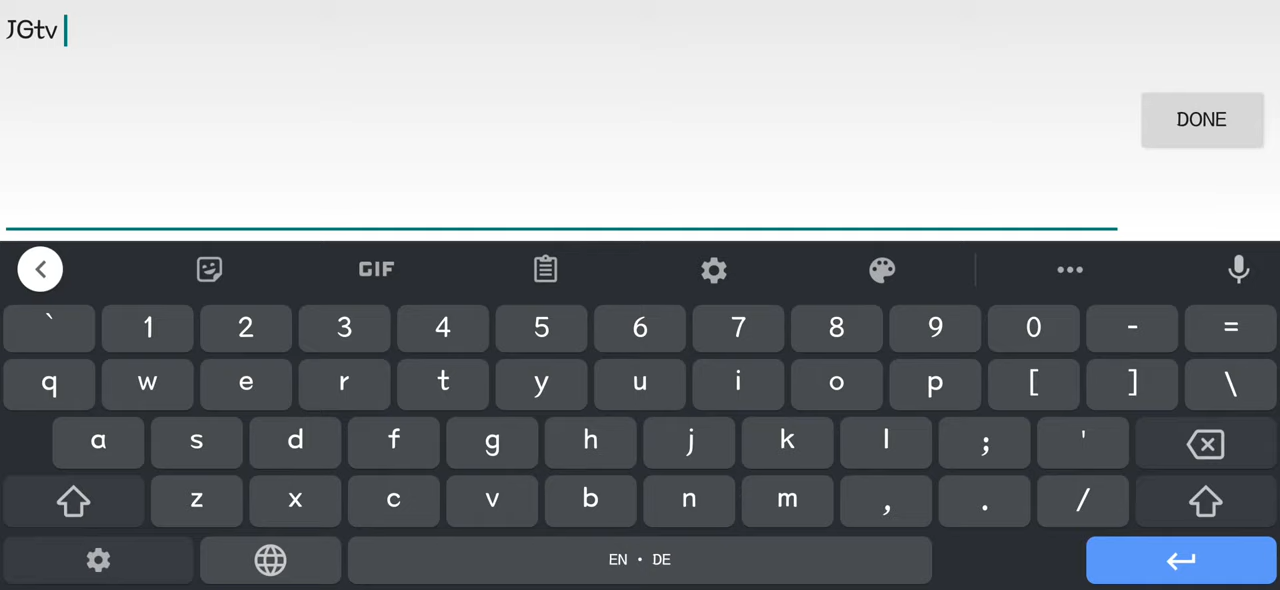 JGtv
DONE
GIF
` 1 2 3 4 5 6 7 8 9 0 - =
q w e r t y u i o p [ ] \
a s d f g h j k l ; '
z x c v b n m , . /
EN • DE